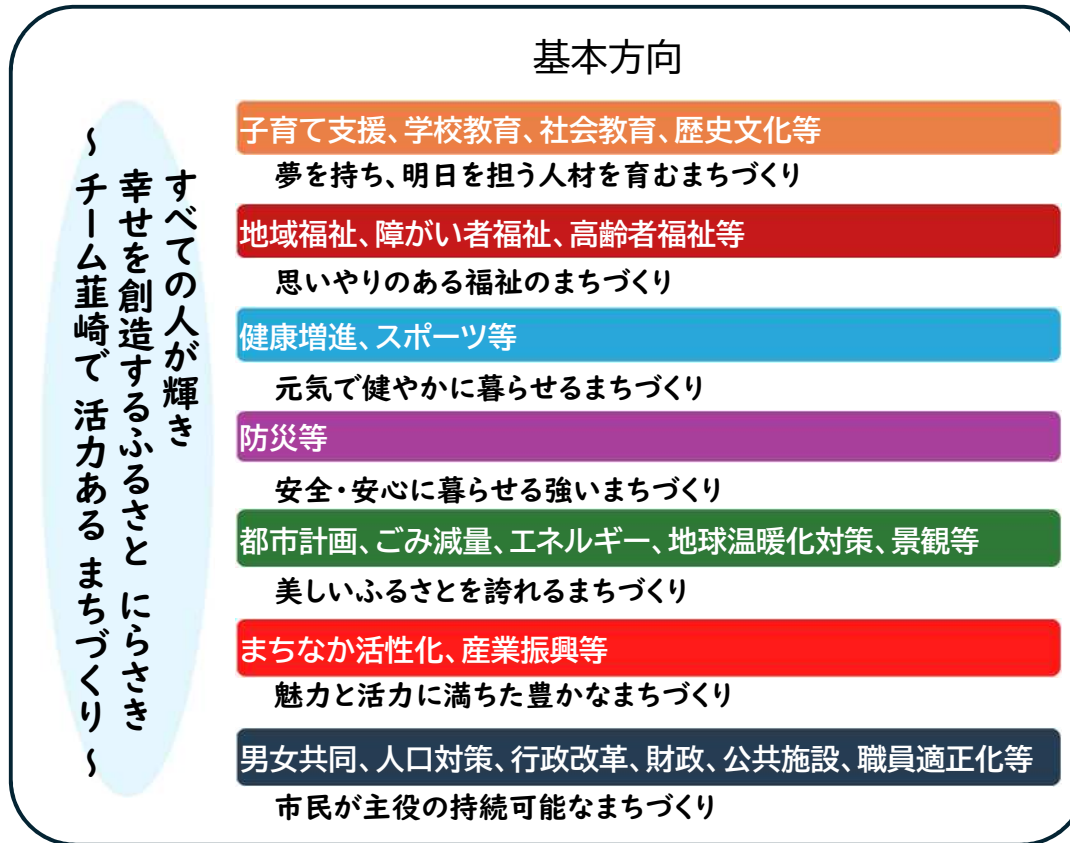 基本方向
すべての人が輝き
幸せを創造するふるさと にらさき
~ チーム韮崎で 活力ある まちづくり ~
子育て支援、学校教育、社会教育、歴史文化等
夢を持ち、明日を担う人材を育むまちづくり
地域福祉、障がい者福祉、高齢者福祉等
思いやりのある福祉のまちづくり
健康増進、スポーツ等
元気で健やかに暮らせるまちづくり
防災等
安全・安心に暮らせる強いまちづくり
都市計画、ごみ減量、エネルギー、地球温暖化対策、景観等
美しいふるさとを誇れるまちづくり
まちなか活性化、産業振興等
魅力と活力に満ちた豊かなまちづくり
男女共同、人口対策、行政改革、財政、公共施設、職員適正化等
市民が主役の持続可能なまちづくり